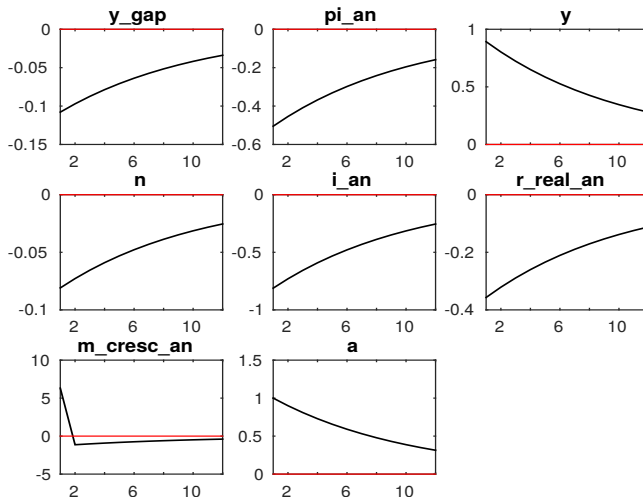 y_gap pi_an y
0 0 1
-0.05 -0.2
-0.1 -0.4 0.5
-0.15 -0.6 0
2 6 10 2 6 10 2 6 10
n i_an r_real_an
0 0 0
-0.05 -0.5 -0.2
-0.1 -1 -0.4
2 6 10 2 6 10 2 6 10
m_cresc_an a
10 1.5
5 1
0 0.5
-5 0
2 6 10 2 6 10